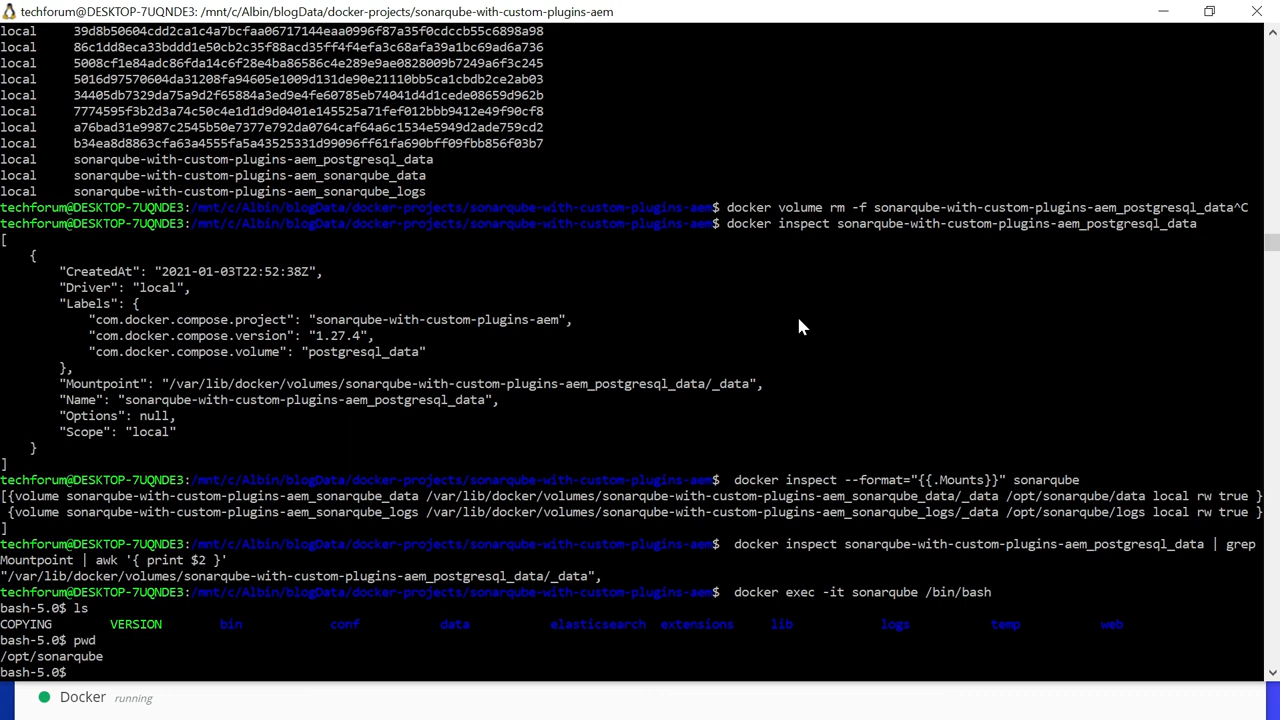 techforum@DESKTOP-7UQNDE3: /mnt/c/Albin/blogData/docker-projects/sonarqube-with-custom-plugins-aem
local 39d8b50604cdd2ca1c4a7bcfaa06717144eaa0996f87a35f0cdccb55c6898a98
local 86c1dd8eca33bddd1e50cb2c35f88acd35ff4f4efa3c68afa39a1bc69ad6a736
local 5008cf1e84adc86fda14c6f28e4ba86586c4e289e9ae0828009b7249a6f3c245
local 5016d97570604da31208fa94605e1009d131de90e21110bb5ca1cbdb2ce2ab03
local 34405db7329da75a9d2f65884a3ed9e4fe60785eb74041d4d1cede08659d962b
local 7774595f3b2d3a74c50c4e1d1d9d0401e145525a71fef012bbb9412e49f90cf8
local a76bad31e9987c2545b50e7377e792da0764caf64a6c1534e5949d2ade759cd2
local b34ea8d8863cfa63a4555fa5a43525331d99096ff61fa690bff09fbb856f03b7
local sonarqube-with-custom-plugins-aem_postgresql_data
local sonarqube-with-custom-plugins-aem_sonarqube_data
local sonarqube-with-custom-plugins-aem_sonarqube_logs
techforum@DESKTOP-7UQNDE3:/mnt/c/Albin/blogData/docker-projects/sonarqube-with-custom-plugins-aem$ docker volume rm -f sonarqube-with-custom-plugins-aem_postgresql_data^C
techforum@DESKTOP-7UQNDE3:/mnt/c/Albin/blogData/docker-projects/sonarqube-with-custom-plugins-aem$ docker inspect sonarqube-with-custom-plugins-aem_postgresql_data
[
{
"CreatedAt": "2021-01-03T22:52:38Z",
"Driver": "local",
"Labels": {
"com.docker.compose.project": "sonarqube-with-custom-plugins-aem",
"com.docker.compose.version": "1.27.4",
"com.docker.compose.volume": "postgresql_data"
},
"Mountpoint": "/var/lib/docker/volumes/sonarqube-with-custom-plugins-aem_postgresql_data/_data",
"Name": "sonarqube-with-custom-plugins-aem_postgresql_data",
"Options": null,
"Scope": "local"
}
]
techforum@DESKTOP-7UQNDE3:/mnt/c/Albin/blogData/docker-projects/sonarqube-with-custom-plugins-aem$ docker inspect --format="{{.Mounts}}" sonarqube
[{volume sonarqube-with-custom-plugins-aem_sonarqube_data /var/lib/docker/volumes/sonarqube-with-custom-plugins-aem_sonarqube_data/_data /opt/sonarqube/data local rw true }
{volume sonarqube-with-custom-plugins-aem_sonarqube_logs /var/lib/docker/volumes/sonarqube-with-custom-plugins-aem_sonarqube_logs/_data /opt/sonarqube/logs local rw true }
]
techforum@DESKTOP-7UQNDE3:/mnt/c/Albin/blogData/docker-projects/sonarqube-with-custom-plugins-aem$ docker inspect sonarqube-with-custom-plugins-aem_postgresql_data | grep
Mountpoint | awk '{ print $2 }'
"/var/lib/docker/volumes/sonarqube-with-custom-plugins-aem_postgresql_data/_data",
techforum@DESKTOP-7UQNDE3:/mnt/c/Albin/blogData/docker-projects/sonarqube-with-custom-plugins-aem$ docker exec -it sonarqube /bin/bash
bash-5.0$ ls
COPYING VERSION bin conf data elasticsearch extensions lib logs temp web
bash-5.0$ pwd
/opt/sonarqube
bash-5.0$
Docker running